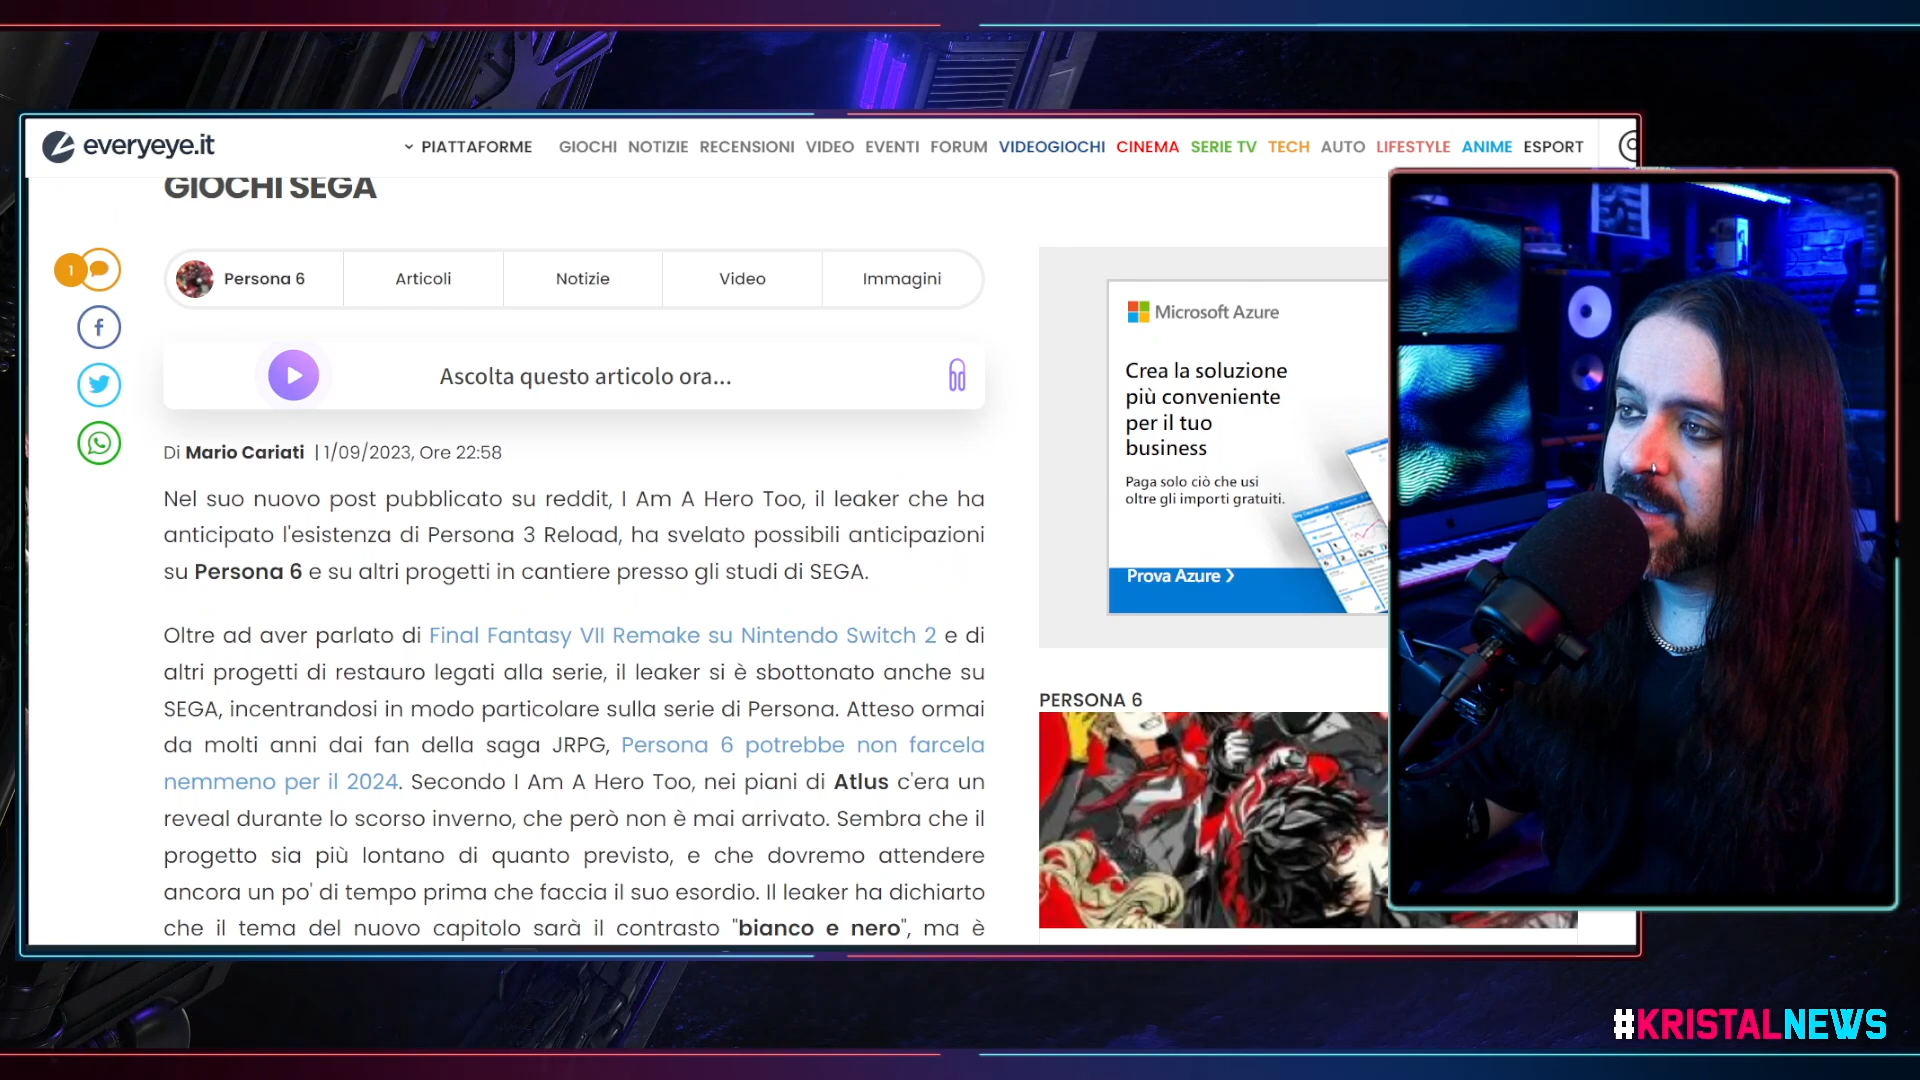 everyeye.it
PIATTAFORME GIOCHI NOTIZIE RECENSIONI VIDEO EVENTI FORUM VIDEOGIOCHI CINEMA SERIE TV TECH AUTO LIFESTYLE ANIME ESPORT
GIOCHI SEGA
1
Persona 6 Articoli Notizie Video Immagini
Ascolta questo articolo ora...
Di Mario Cariati | 1/09/2023, Ore 22:58
Nel suo nuovo post pubblicato su reddit, I Am A Hero Too, il leaker che ha
anticipato l'esistenza di Persona 3 Reload, ha svelato possibili anticipazioni
su Persona 6 e su altri progetti in cantiere presso gli studi di SEGA.
Oltre ad aver parlato di Final Fantasy VII Remake su Nintendo Switch 2 e di
altri progetti di restauro legati alla serie, il leaker si è sbottonato anche su
SEGA, incentrandosi in modo particolare sulla serie di Persona. Atteso ormai
da molti anni dai fan della saga JRPG, Persona 6 potrebbe non farcela
nemmeno per il 2024. Secondo I Am A Hero Too, nei piani di Atlus c'era un
reveal durante lo scorso inverno, che però non è mai arrivato. Sembra che il
progetto sia più lontano di quanto previsto, e che dovremo attendere
ancora un po' di tempo prima che faccia il suo esordio. Il leaker ha dichiarto
che il tema del nuovo capitolo sarà il contrasto "bianco e nero", ma è
Microsoft Azure
Crea la soluzione
più conveniente
per il tuo
business
Paga solo ciò che usi
oltre gli importi gratuiti.
Prova Azure
PERSONA 6
#KRISTALNEWS